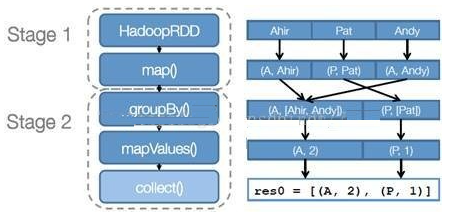 Stage 1
HadoopRDD
map()
Stage 2
groupBy()
mapValues()
collect()
Ahir Pat Andy
(A, Ahir) (P, Pat) (A, Andy)
(A, [Ahir, Andy]) (P, [Pat])
(A, 2) (P, 1)
res0 = [(A, 2), (P, 1)]